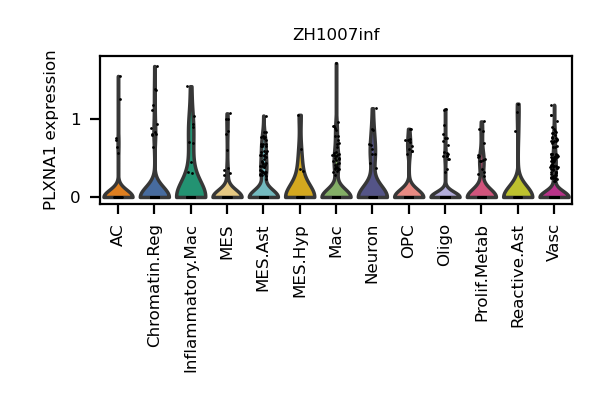 ZH1007inf
PLXNA1 expression
1
0
AC
Chromatin.Reg
Inflammatory.Mac
MES
MES.Ast
MES.Hyp
Mac
Neuron
OPC
Oligo
Prolif.Metab
Reactive.Ast
Vasc